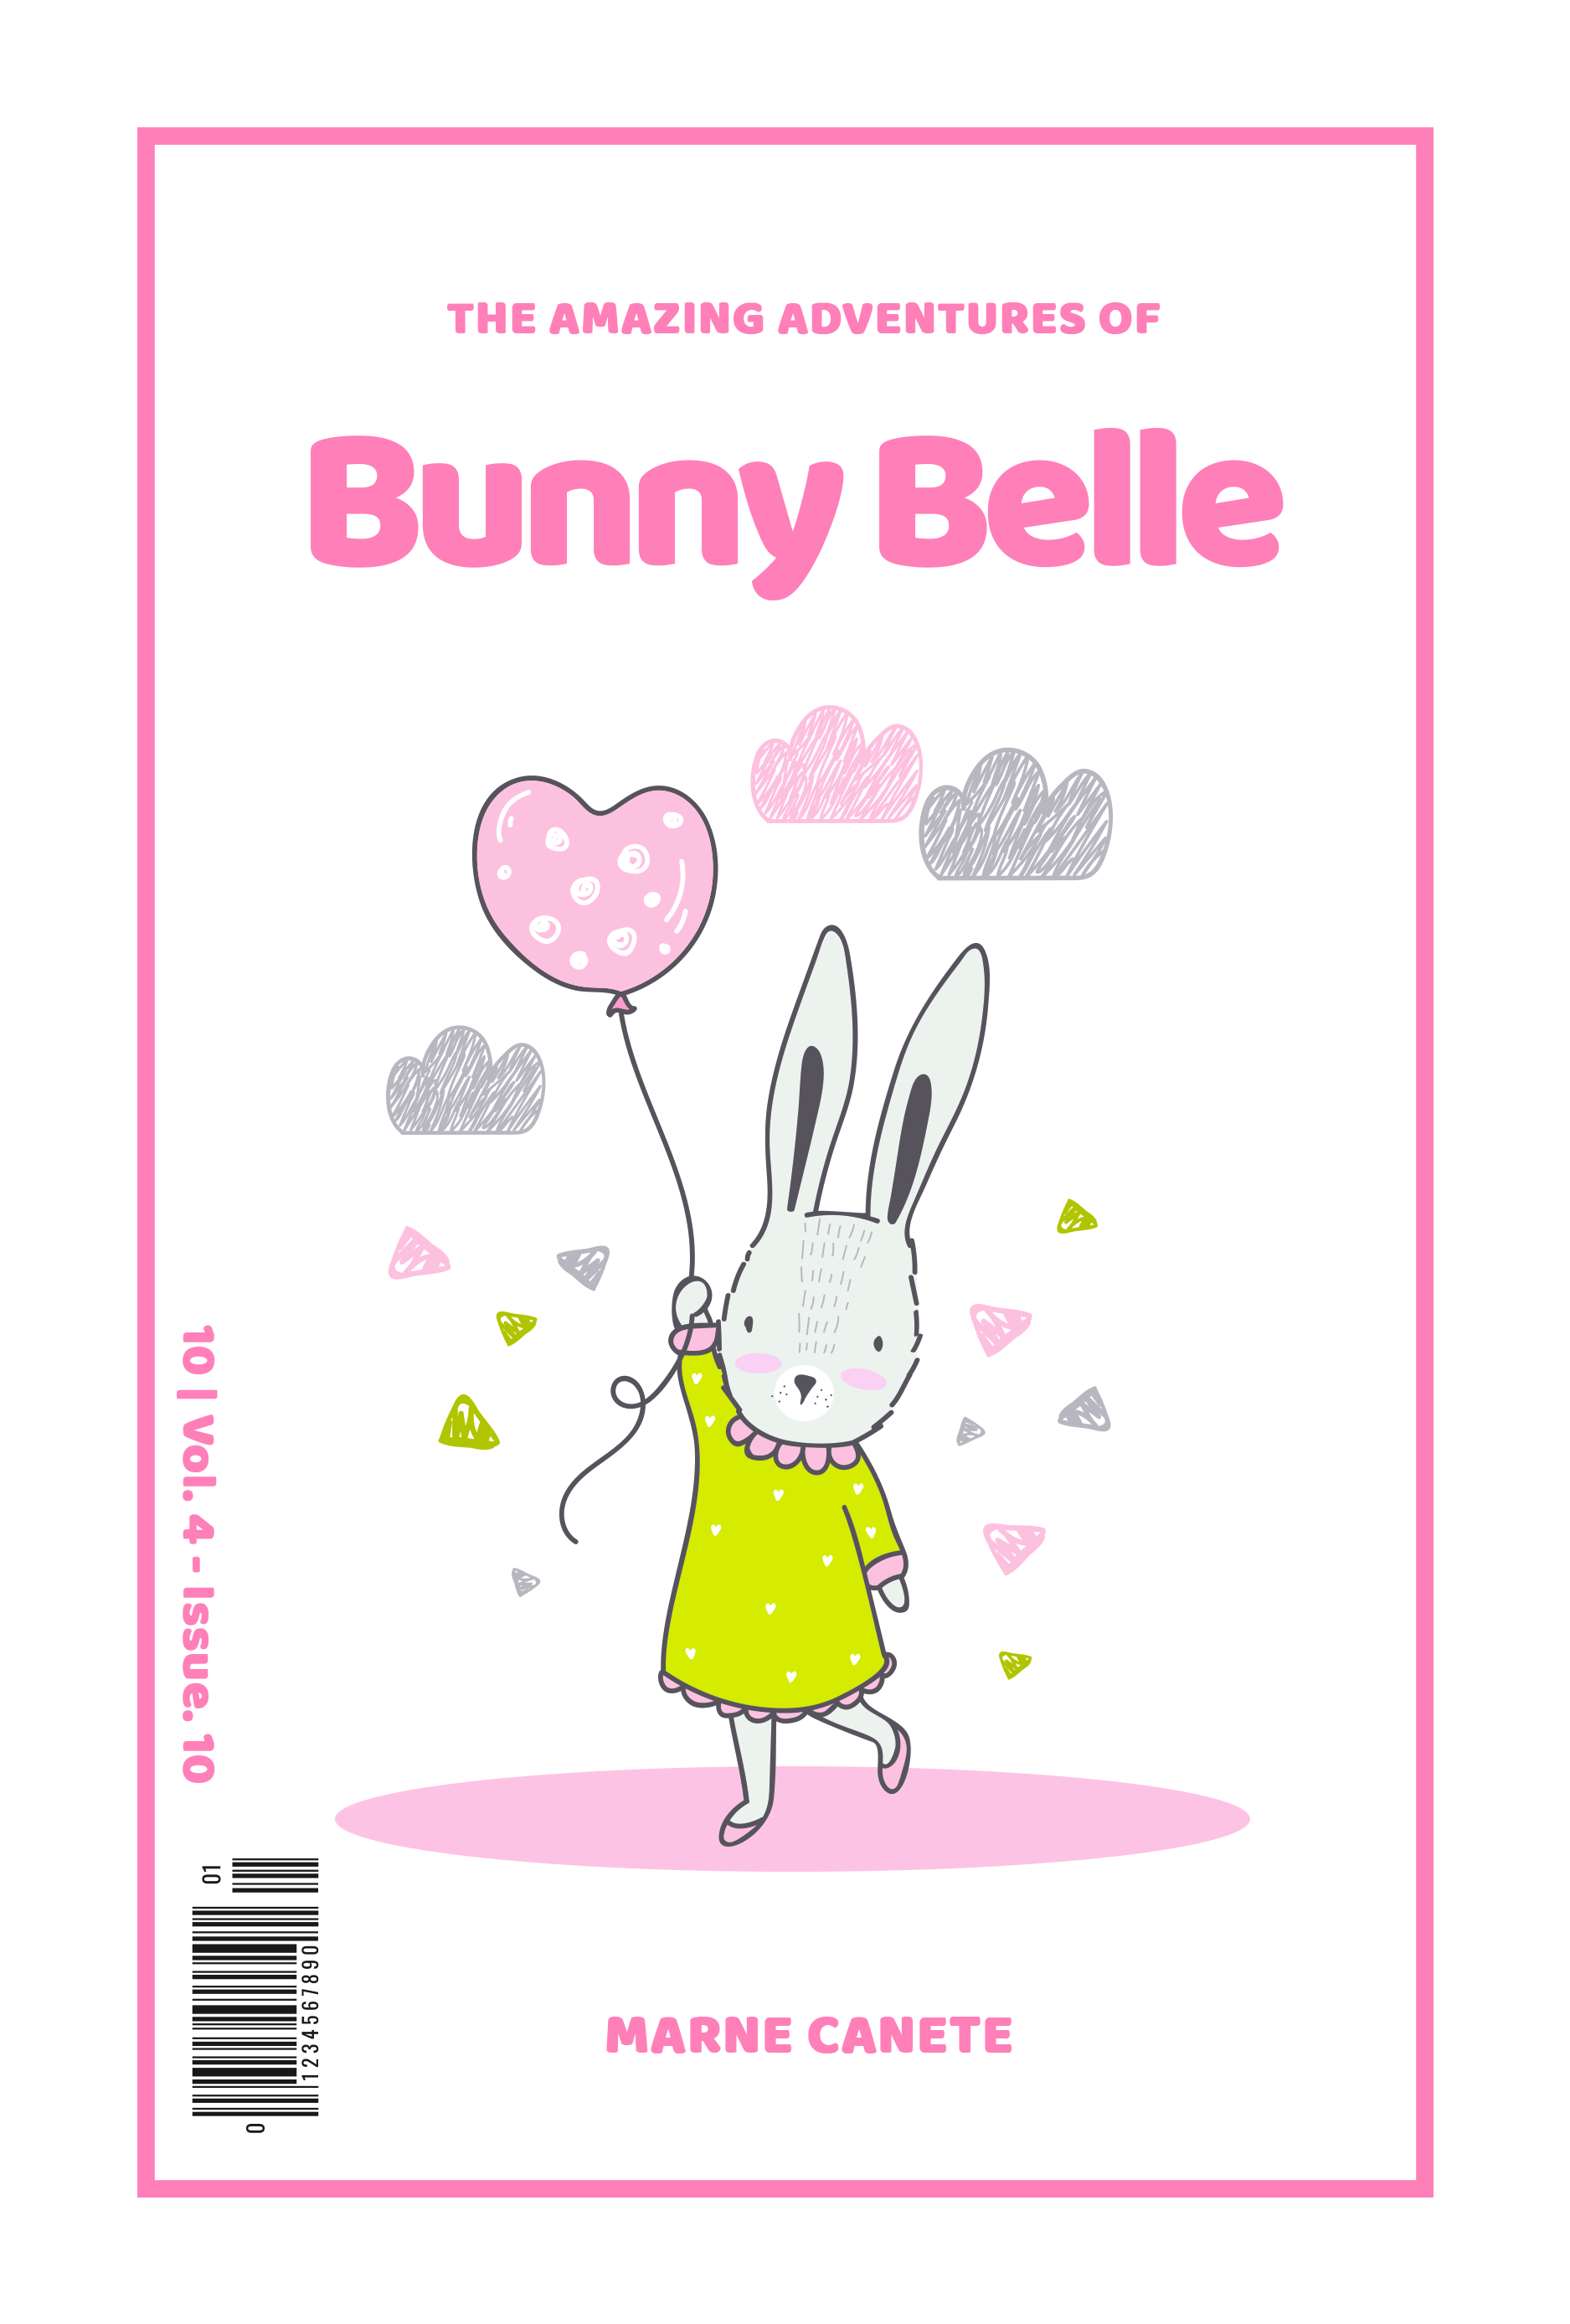 THE AMAZING ADVENTURES OF
Bunny Belle
10 | Vol. 4 - Issue. 10
01
1234567890
0
MARNE CANETE